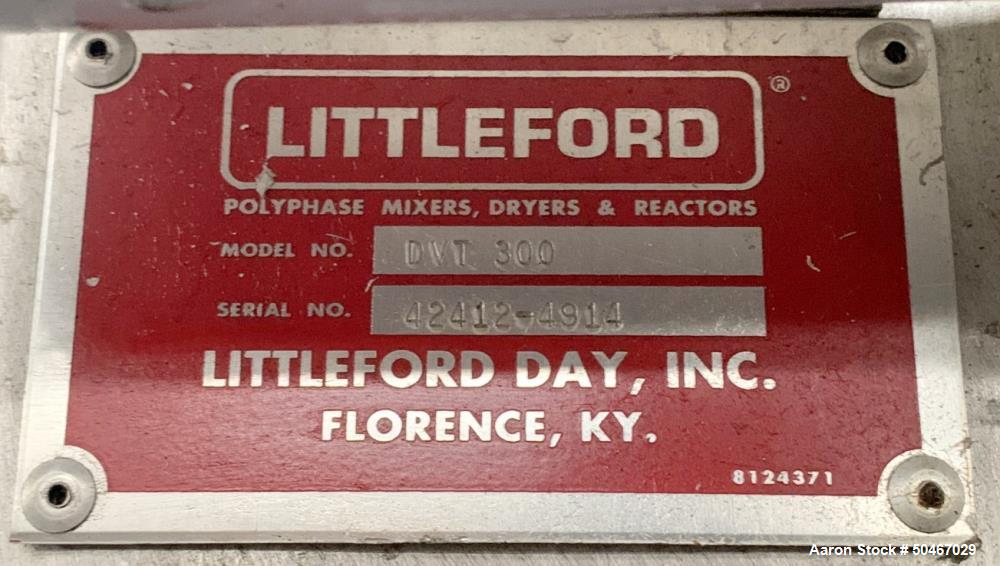 LITTLEFORD ®
POLYPHASE MIXERS, DRYERS & REACTORS
MODEL NO. DVT 300
SERIAL NO. 42412-4914
LITTLEFORD DAY, INC.
FLORENCE, KY.
8124371
Aaron Stock # 50467029